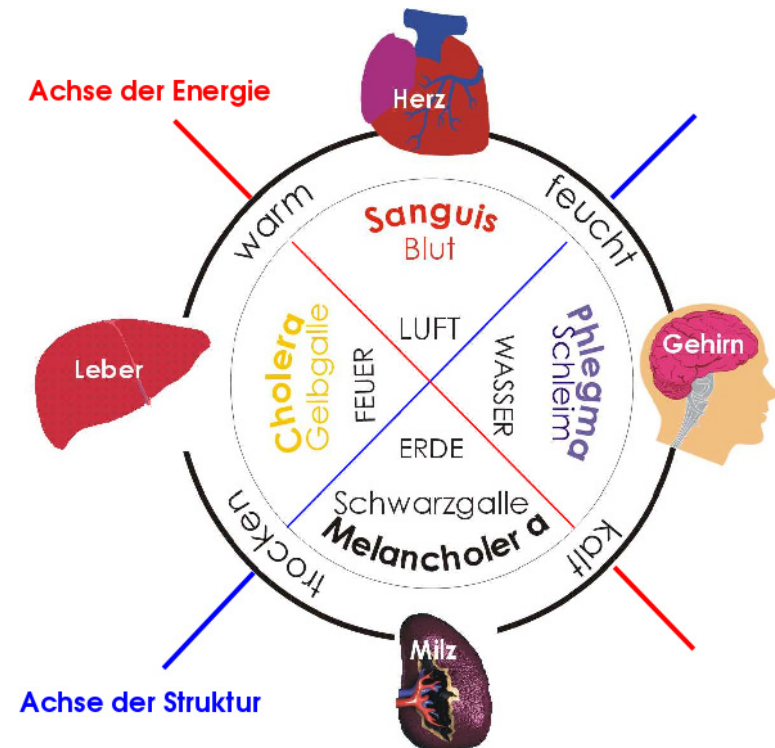 Achse der Energie
Herz
warm
feucht
Sanguis
Blut
LUFT
Cholera
Gelbgalle
FEUER
WASSER
Phlegma
Schleim
Leber
Gehirn
ERDE
Schwarzgalle
Melancholer a
trocken
kalt
Milz
Achse der Struktur